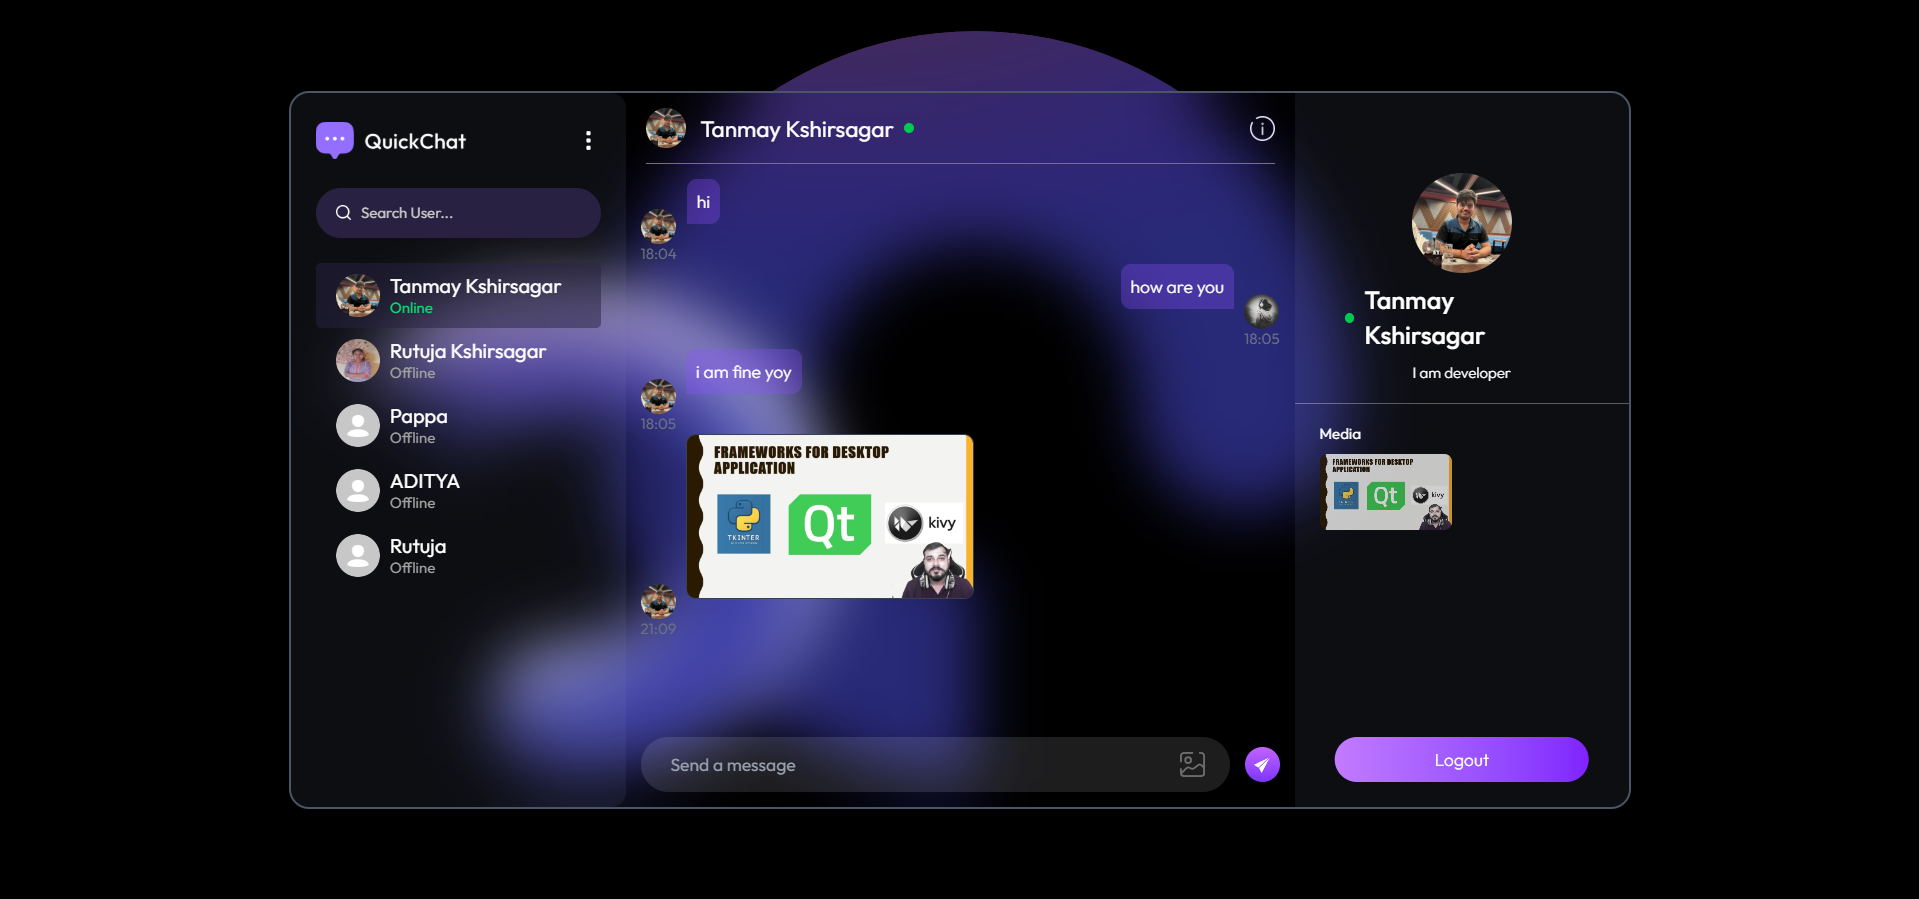 QuickChat
Search User...
Tanmay Kshirsagar
Online
Rutuja Kshirsagar
Offline
Pappa
Offline
ADITYA
Offline
Rutuja
Offline
Tanmay Kshirsagar
hi
18:04
how are you
18:05
i am fine yoy
18:05
FRAMEWORKS FOR DESKTOP
APPLICATION
TKINTER
Qt
kivy
21:09
Send a message
Tanmay
Kshirsagar
I am developer
Media
FRAMEWORKS FOR DESKTOP
APPLICATION
TKINTER
Qt
kivy
Logout